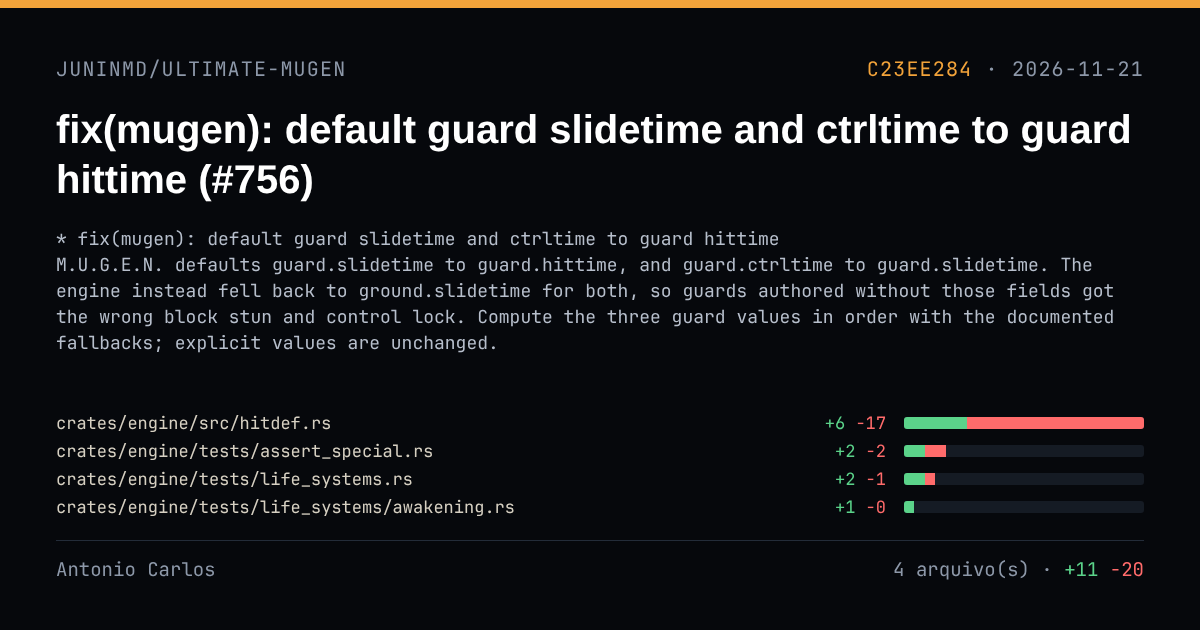 JUNINMD/ULTIMATE-MUGEN
C23EE284 · 2026-11-21
fix(mugen): default guard slidetime and ctrltime to guard
hittime (#756)
* fix(mugen): default guard slidetime and ctrltime to guard hittime
M.U.G.E.N. defaults guard.slidetime to guard.hittime, and guard.ctrltime to guard.slidetime. The
engine instead fell back to ground.slidetime for both, so guards authored without those fields got
the wrong block stun and control lock. Compute the three guard values in order with the documented
fallbacks; explicit values are unchanged.
crates/engine/src/hitdef.rs +6 -17
crates/engine/tests/assert_special.rs +2 -2
crates/engine/tests/life_systems.rs +2 -1
crates/engine/tests/life_systems/awakening.rs +1 -0
Antonio Carlos
4 arquivo(s) · +11 -20